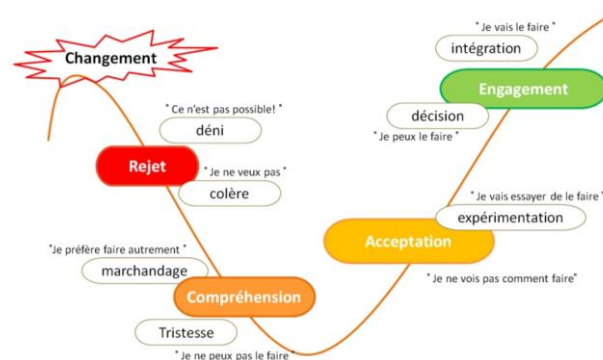 Changement
" Ce n'est pas possible! "
déni
Rejet
" Je ne veux pas "
colère
"Je préfère faire autrement "
marchandage
Compréhension
Tristesse
" Je ne peux pas le faire "
" Je vais le faire "
intégration
Engagement
décision
" Je peux le faire "
" Je vais essayer de le faire "
expérimentation
Acceptation
" Je ne vois pas comment faire"